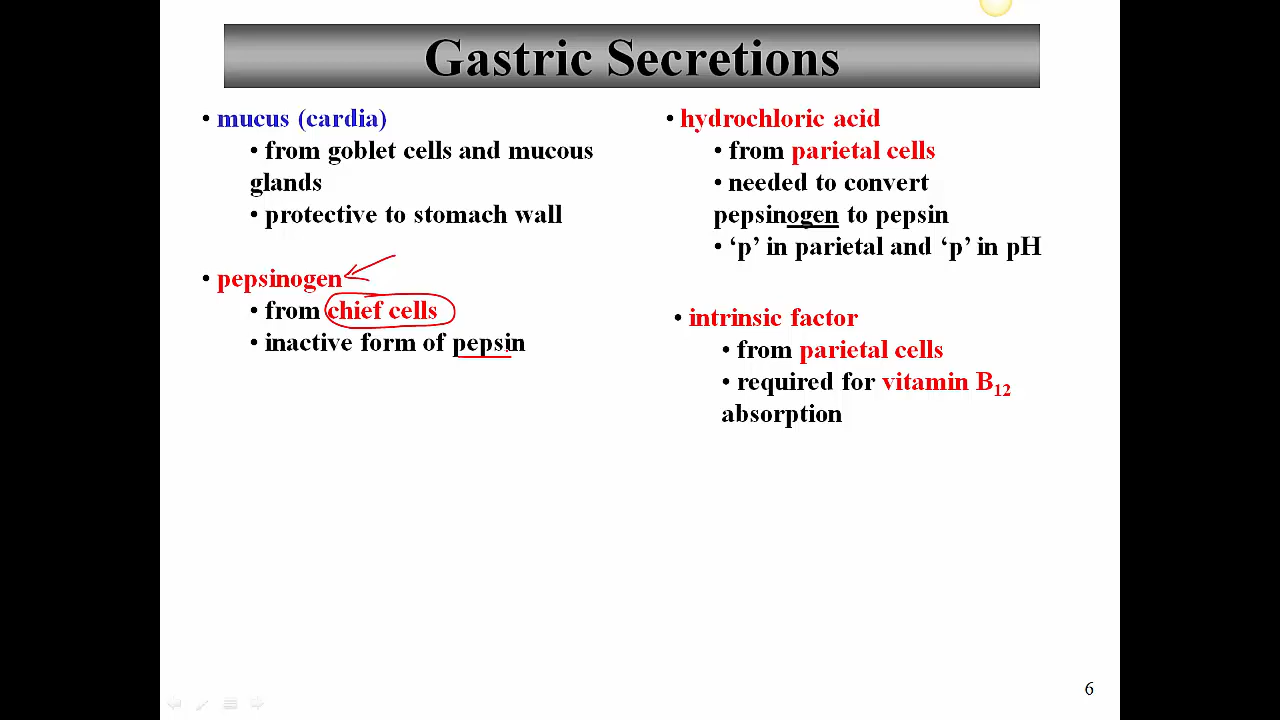 Gastric Secretions
• mucus (cardia)
• from goblet cells and mucous
glands
• protective to stomach wall
• pepsinogen
• from chief cells
• inactive form of pepsin
• hydrochloric acid
• from parietal cells
• needed to convert
pepsinogen to pepsin
• ‘p’ in parietal and ‘p’ in pH
• intrinsic factor
• from parietal cells
• required for vitamin B12
absorption
6